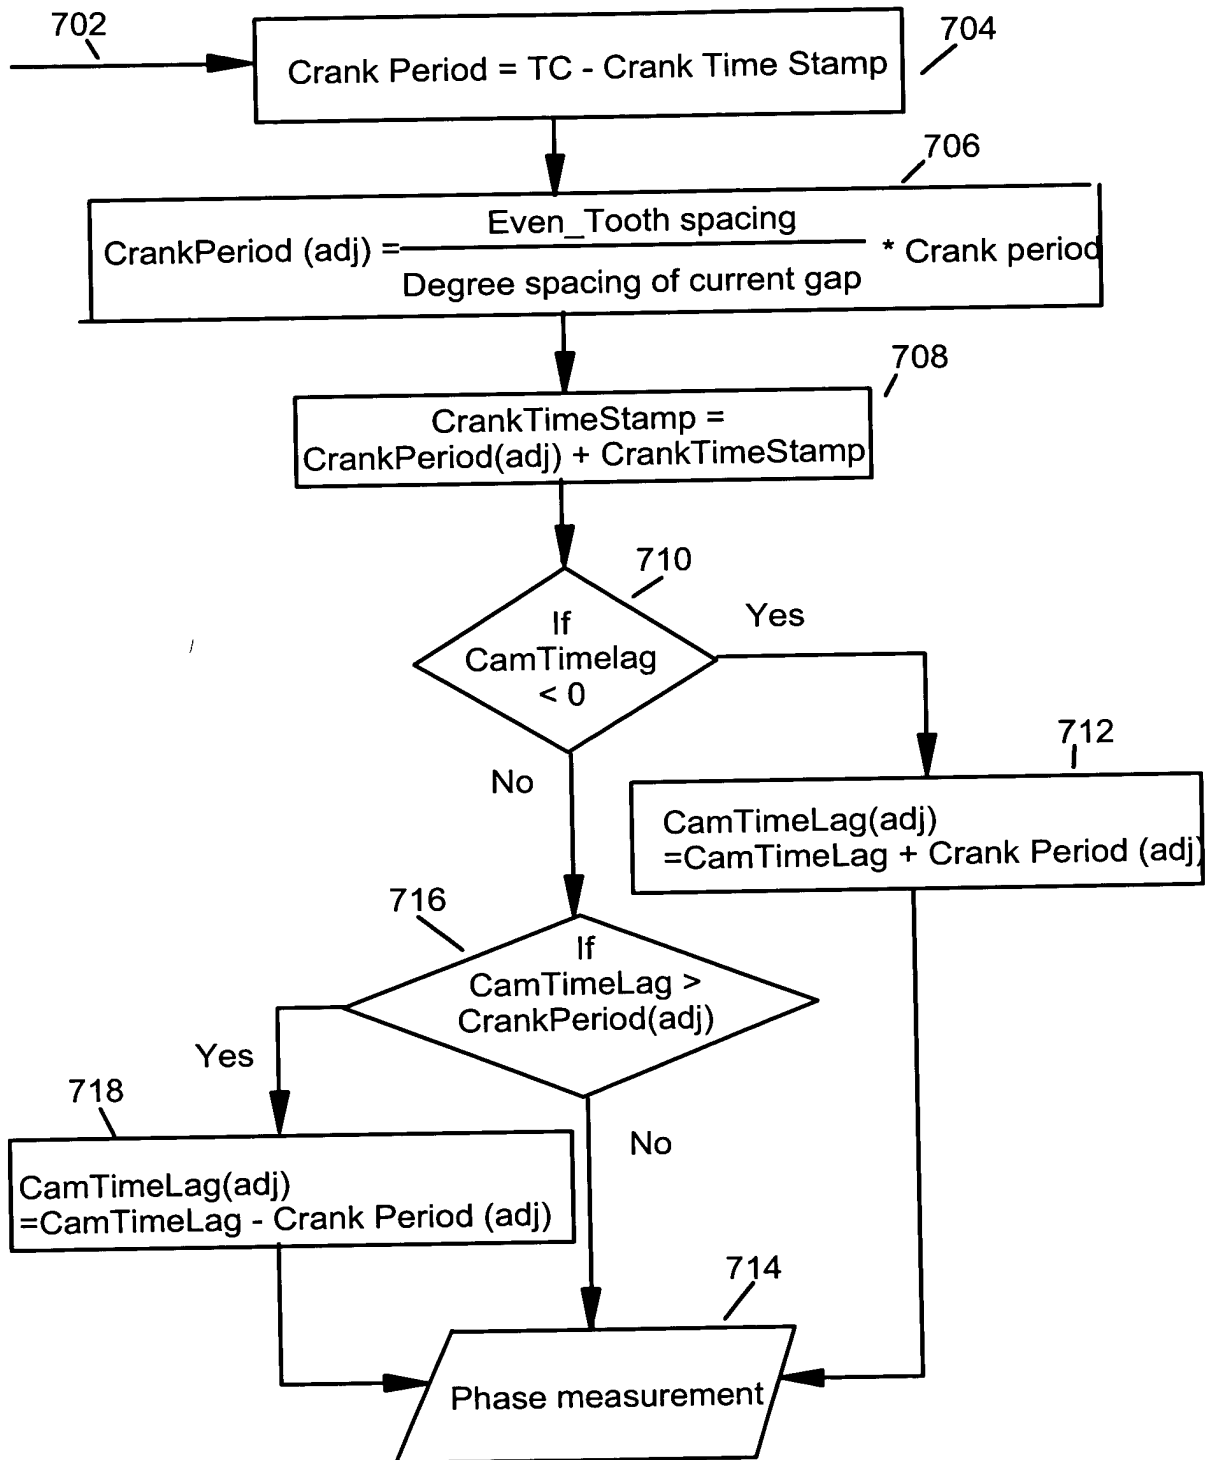 702
704
Crank Period = TC - Crank Time Stamp
706
Even_Tooth spacing
CrankPeriod (adj) = * Crank period
Degree spacing of current gap
708
CrankTimeStamp =
CrankPeriod(adj) + CrankTimeStamp
710
If
CamTimelag
< 0
Yes
No
712
CamTimeLag(adj)
=CamTimeLag + Crank Period (adj)
716
If
CamTimeLag >
CrankPeriod(adj)
Yes
No
718
CamTimeLag(adj)
=CamTimeLag - Crank Period (adj)
714
Phase measurement